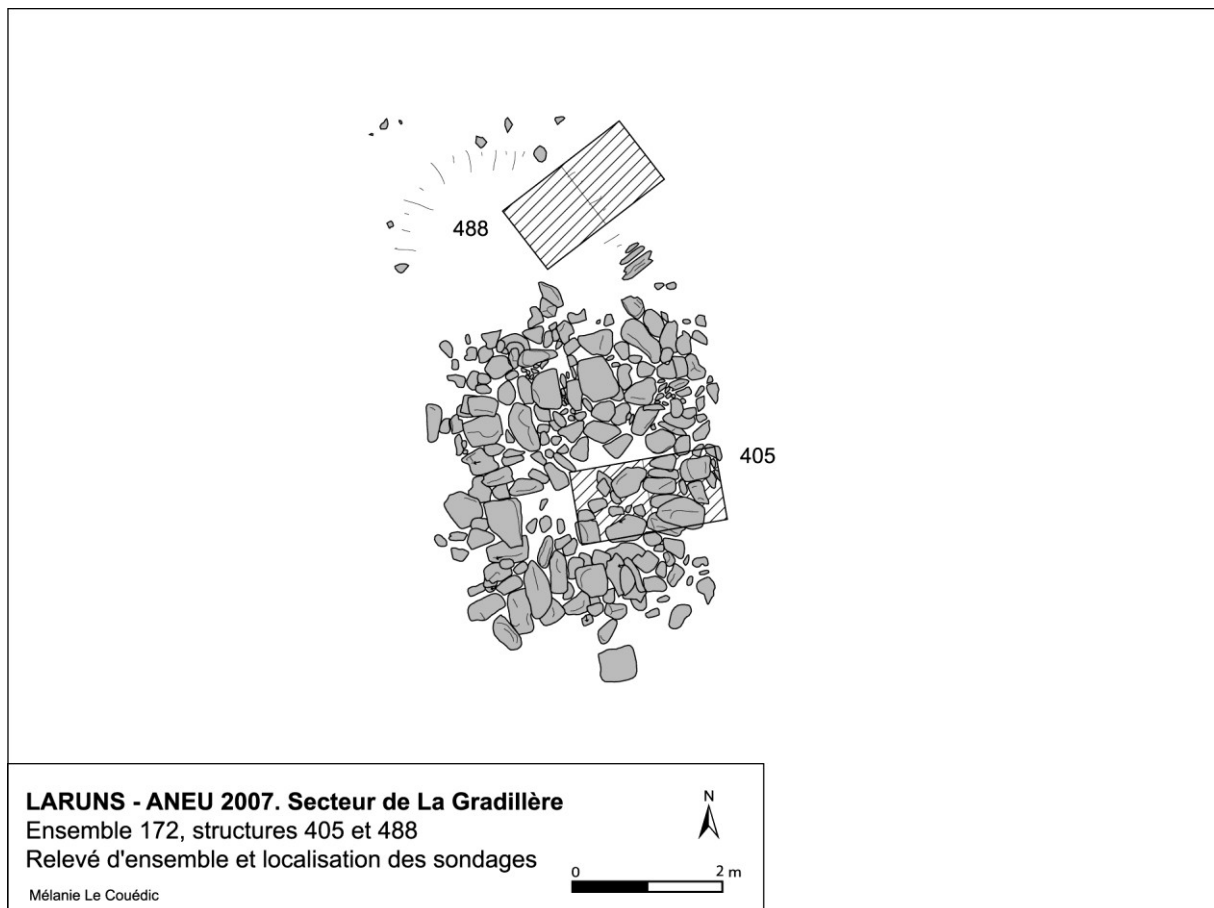 488
405
LARUNS - ANEU 2007. Secteur de La Gradillère
Ensemble 172, structures 405 et 488
Relevé d'ensemble et localisation des sondages
Mélanie Le Couédic
N
0 2 m